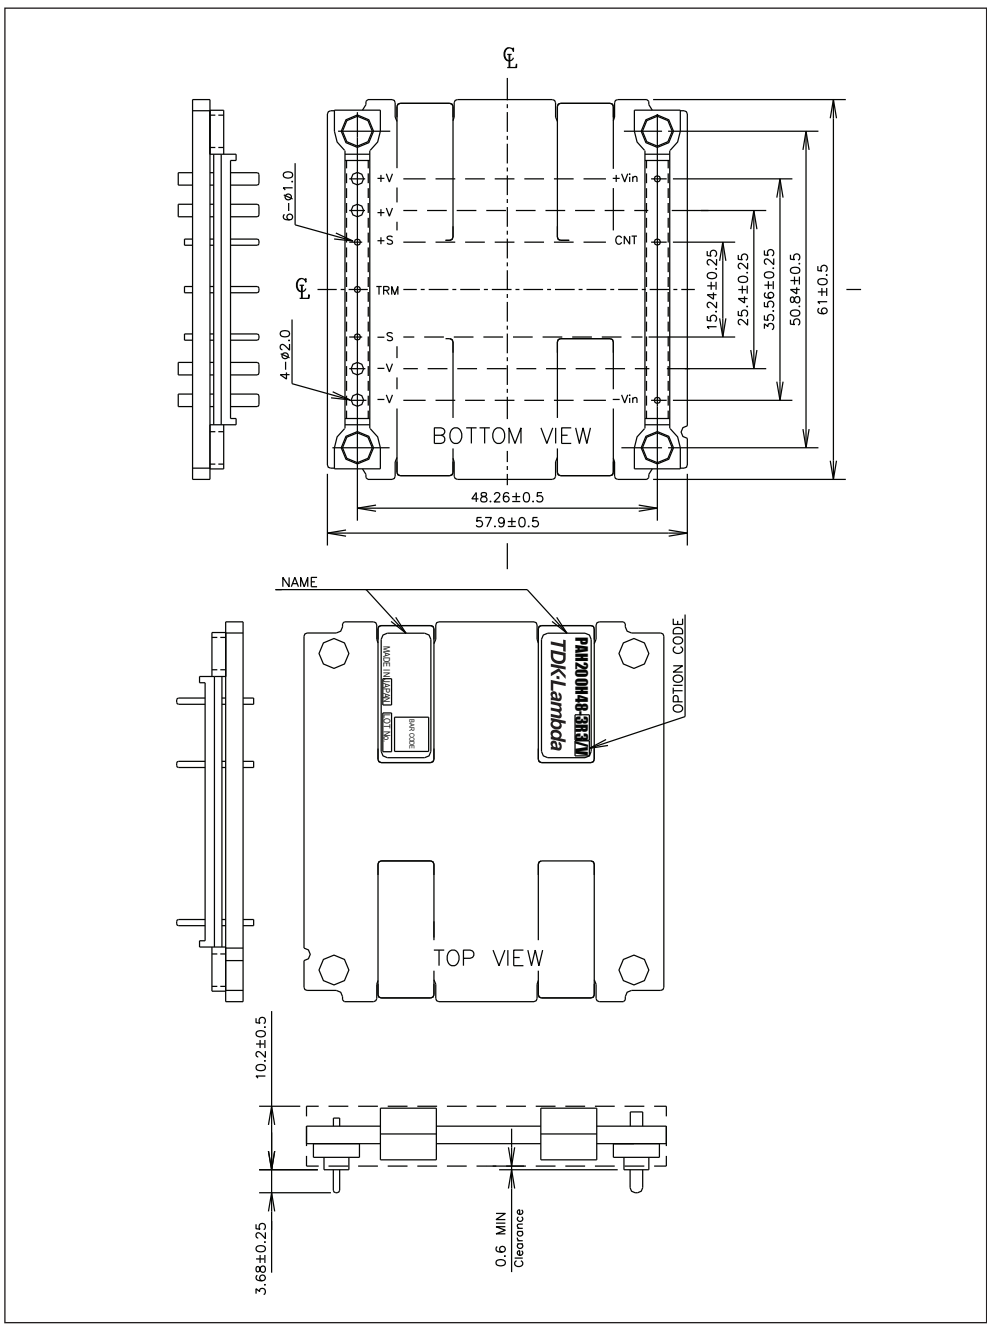 ℄
+V
+Vin
+V
+S
CNT
6-ø1.0
℄
TRM
-S
-V
4-ø2.0
-V
-Vin
15.24±0.25
25.4±0.25
35.56±0.25
50.84±0.5
61±0.5
BOTTOM VIEW
48.26±0.5
57.9±0.5
NAME
OPTION CODE
MADE IN JAPAN
LOT No.
BAR CODE
PAH200H48-3R3/V
TDK·Lambda
TOP VIEW
10.2±0.5
3.68±0.25
0.6 MIN
Clearance